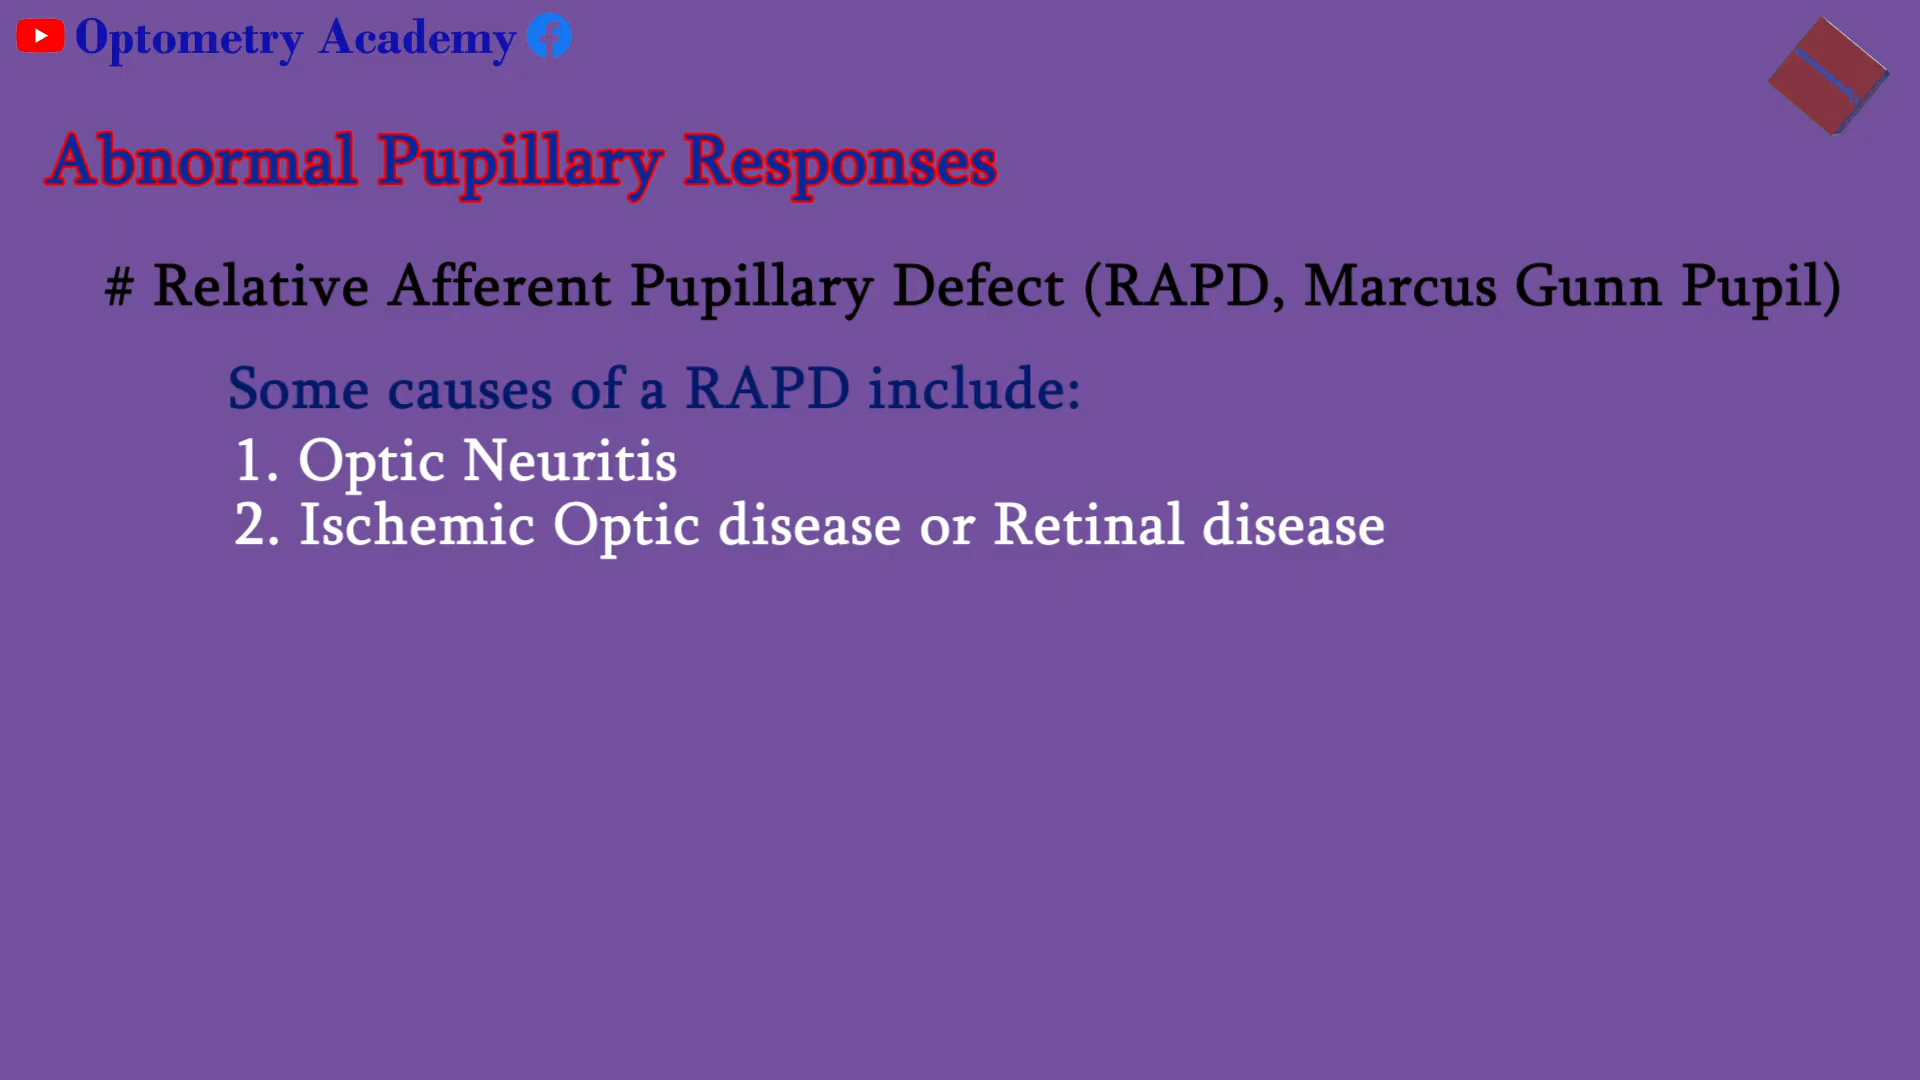 Optometry Academy
Abnormal Pupillary Responses
# Relative Afferent Pupillary Defect (RAPD, Marcus Gunn Pupil)
Some causes of a RAPD include:
1. Optic Neuritis
2. Ischemic Optic disease or Retinal disease